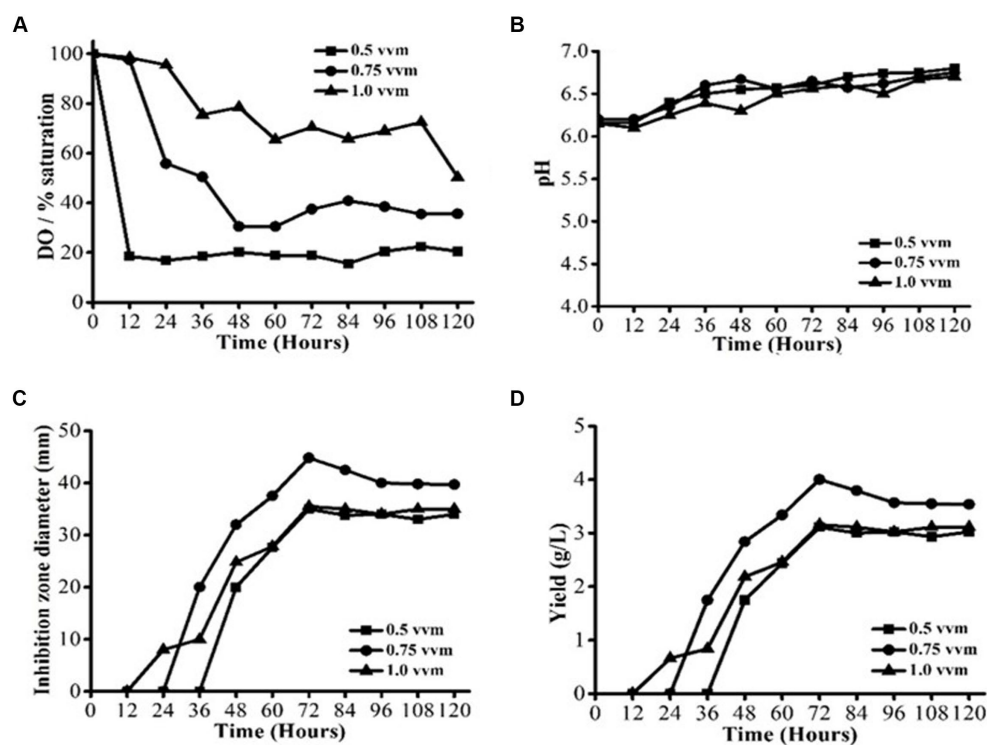 A
DO / % saturation
100
80
60
40
20
0
0.5 vvm
0.75 vvm
1.0 vvm
0 12 24 36 48 60 72 84 96 108 120
Time (Hours)
B
pH
7.0
6.5
6.0
5.5
5.0
4.5
4.0
0.5 vvm
0.75 vvm
1.0 vvm
0 12 24 36 48 60 72 84 96 108 120
Time (Hours)
C
Inhibition zone diameter (mm)
50
40
30
20
10
0
0.5 vvm
0.75 vvm
1.0 vvm
0 12 24 36 48 60 72 84 96 108 120
Time (Hours)
D
Yield (g/L)
5
4
3
2
1
0
0.5 vvm
0.75 vvm
1.0 vvm
0 12 24 36 48 60 72 84 96 108 120
Time (Hours)